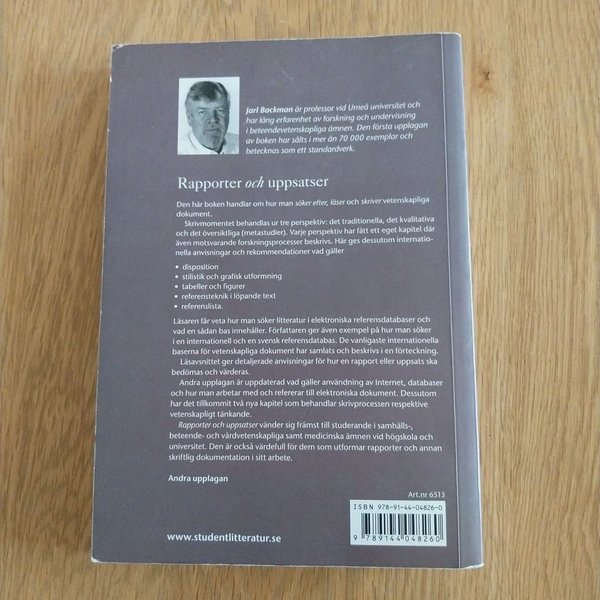 Jarl Backman är professor vid Umeå universitet och
har lång erfarenhet av forskning och undervisning
i beteendevetenskapliga ämnen. Den första upplagan
av boken har sålts i mer än 70 000 exemplar och
betecknas som ett standardverk.
Rapporter och uppsatser
Den här boken handlar om hur man söker efter, läser och skriver vetenskapliga
dokument.
Skrivmomentet behandlas ur tre perspektiv: det traditionella, det kvalitativa
och det översiktliga (metastudier). Varje perspektiv har fått ett eget kapitel där
även motsvarande forskningsprocesser beskrivs. Här ges dessutom internatio-
nella anvisningar och rekommendationer vad gäller
• disposition
• stilistik och grafisk utformning
• tabeller och figurer
• referensteknik i löpande text
• referenslista.
Läsaren får veta hur man söker litteratur i elektroniska referensdatabaser och
vad en sådan bas innehåller. Författaren ger även exempel på hur man söker
i en internationell och en svensk referensdatabas. De vanligaste internationella
baserna för vetenskapliga dokument har samlats och beskrivs i en förteckning.
Läsavsnittet ger detaljerade anvisningar för hur en rapport eller uppsats ska
bedömas och värderas.
Andra upplagan är uppdaterad vad gäller användning av Internet, databaser
och hur man arbetar med och refererar till elektroniska dokument. Dessutom
har det tillkommit två nya kapitel som behandlar skrivprocessen respektive
vetenskapligt tänkande.
Rapporter och uppsatser vänder sig främst till studerande i samhälls-,
beteende- och vårdvetenskapliga samt medicinska ämnen vid högskola och
universitet. Den är också värdefull för dem som utformar rapporter och annan
skriftlig dokumentation i sitt arbete.
Andra upplagan
Art.nr 6513
ISBN 978-91-44-04826-0
9 789144 048260
www.studentlitteratur.se